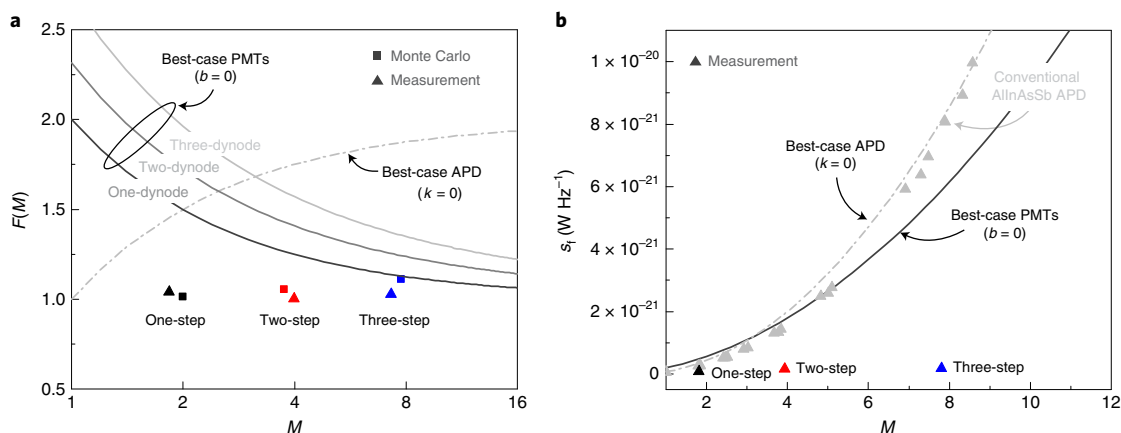 a
2.5
2.0
1.5
1.0
0.5
F(M)
Best-case PMTs
(b = 0)
Monte Carlo
Measurement
Three-dynode
Two-dynode
One-dynode
Best-case APD
(k = 0)
One-step
Two-step
Three-step
1
2
4
8
16
M
b
1 × 10⁻²⁰
8 × 10⁻²¹
6 × 10⁻²¹
4 × 10⁻²¹
2 × 10⁻²¹
0
sf (W Hz⁻¹)
Measurement
Conventional
AlInAsSb APD
Best-case APD
(k = 0)
Best-case PMTs
(b = 0)
One-step
Two-step
Three-step
2
4
6
8
10
12
M